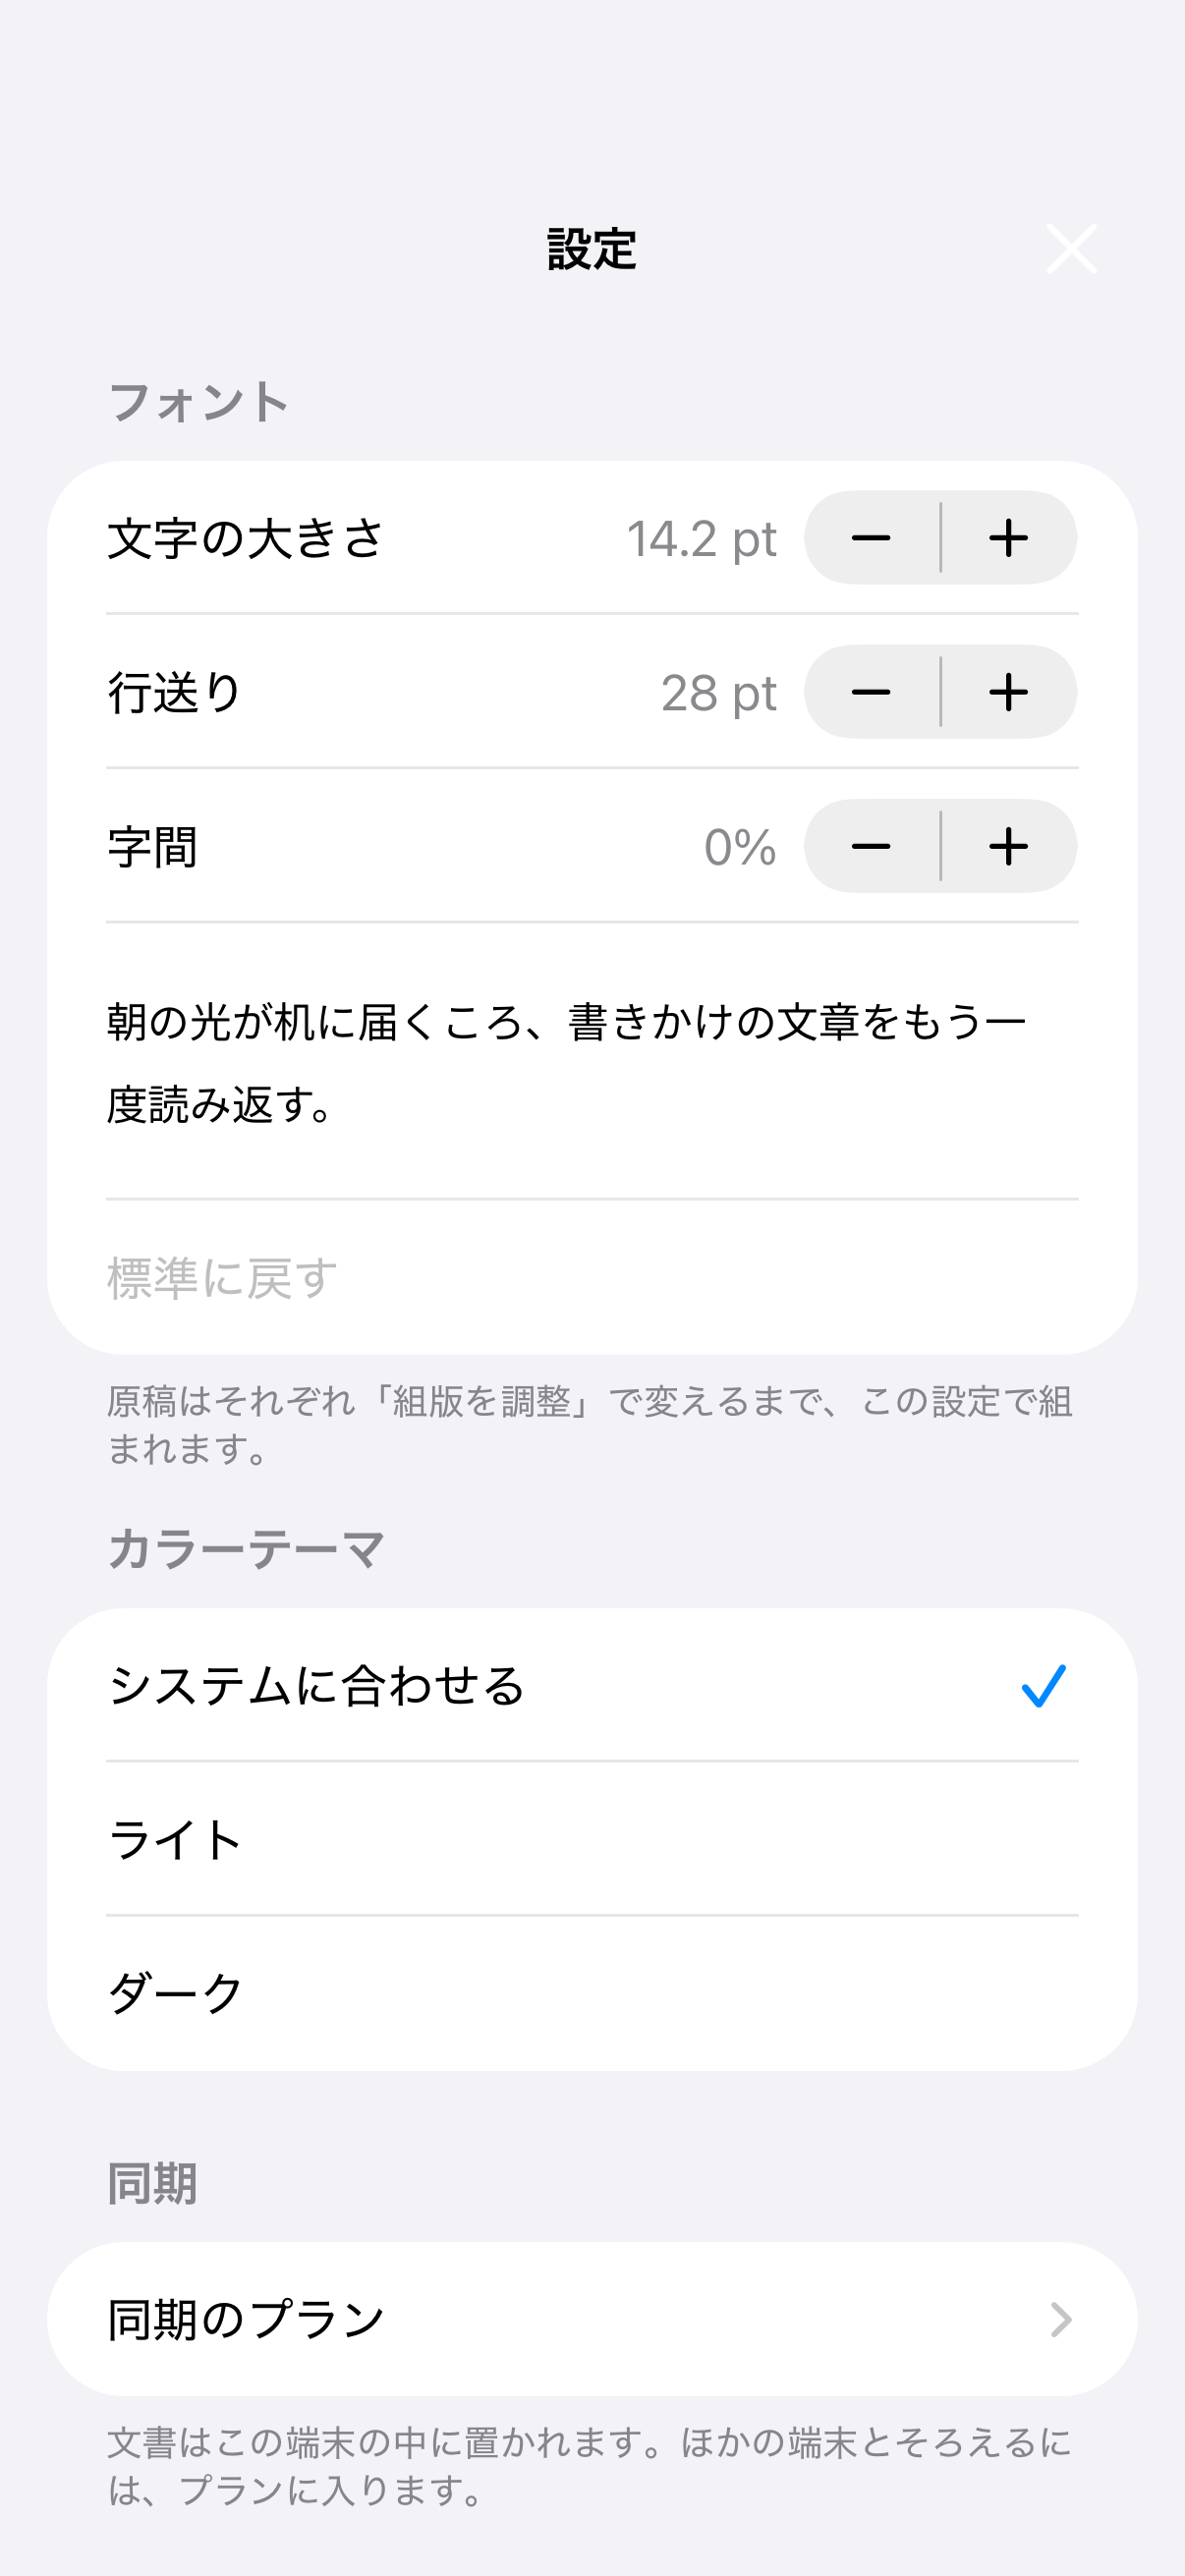 設定
フォント
文字の大きさ 14.2 pt
行送り 28 pt
字間 0%
朝の光が机に届くころ、書きかけの文章をもう一
度読み返す。
標準に戻す
原稿はそれぞれ「組版を調整」で変えるまで、この設定で組
まれます。
カラーテーマ
システムに合わせる
ライト
ダーク
同期
同期のプラン
文書はこの端末の中に置かれます。ほかの端末とそろえるに
は、プランに入ります。